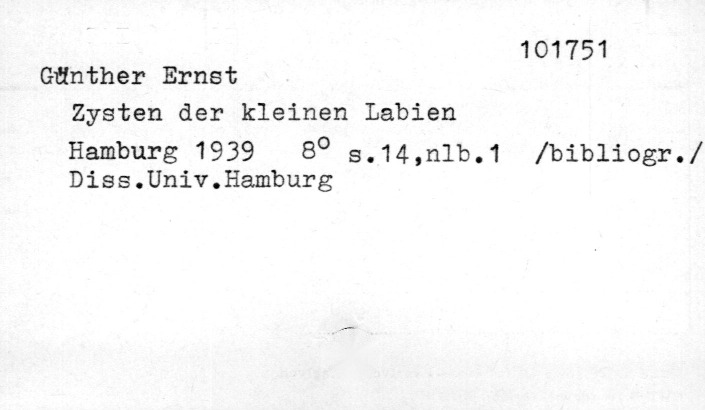 101751
Günther Ernst
Zysten der kleinen Labien
Hamburg 1939 8° s.14,nlb.1 /bibliogr./
Diss.Univ.Hamburg